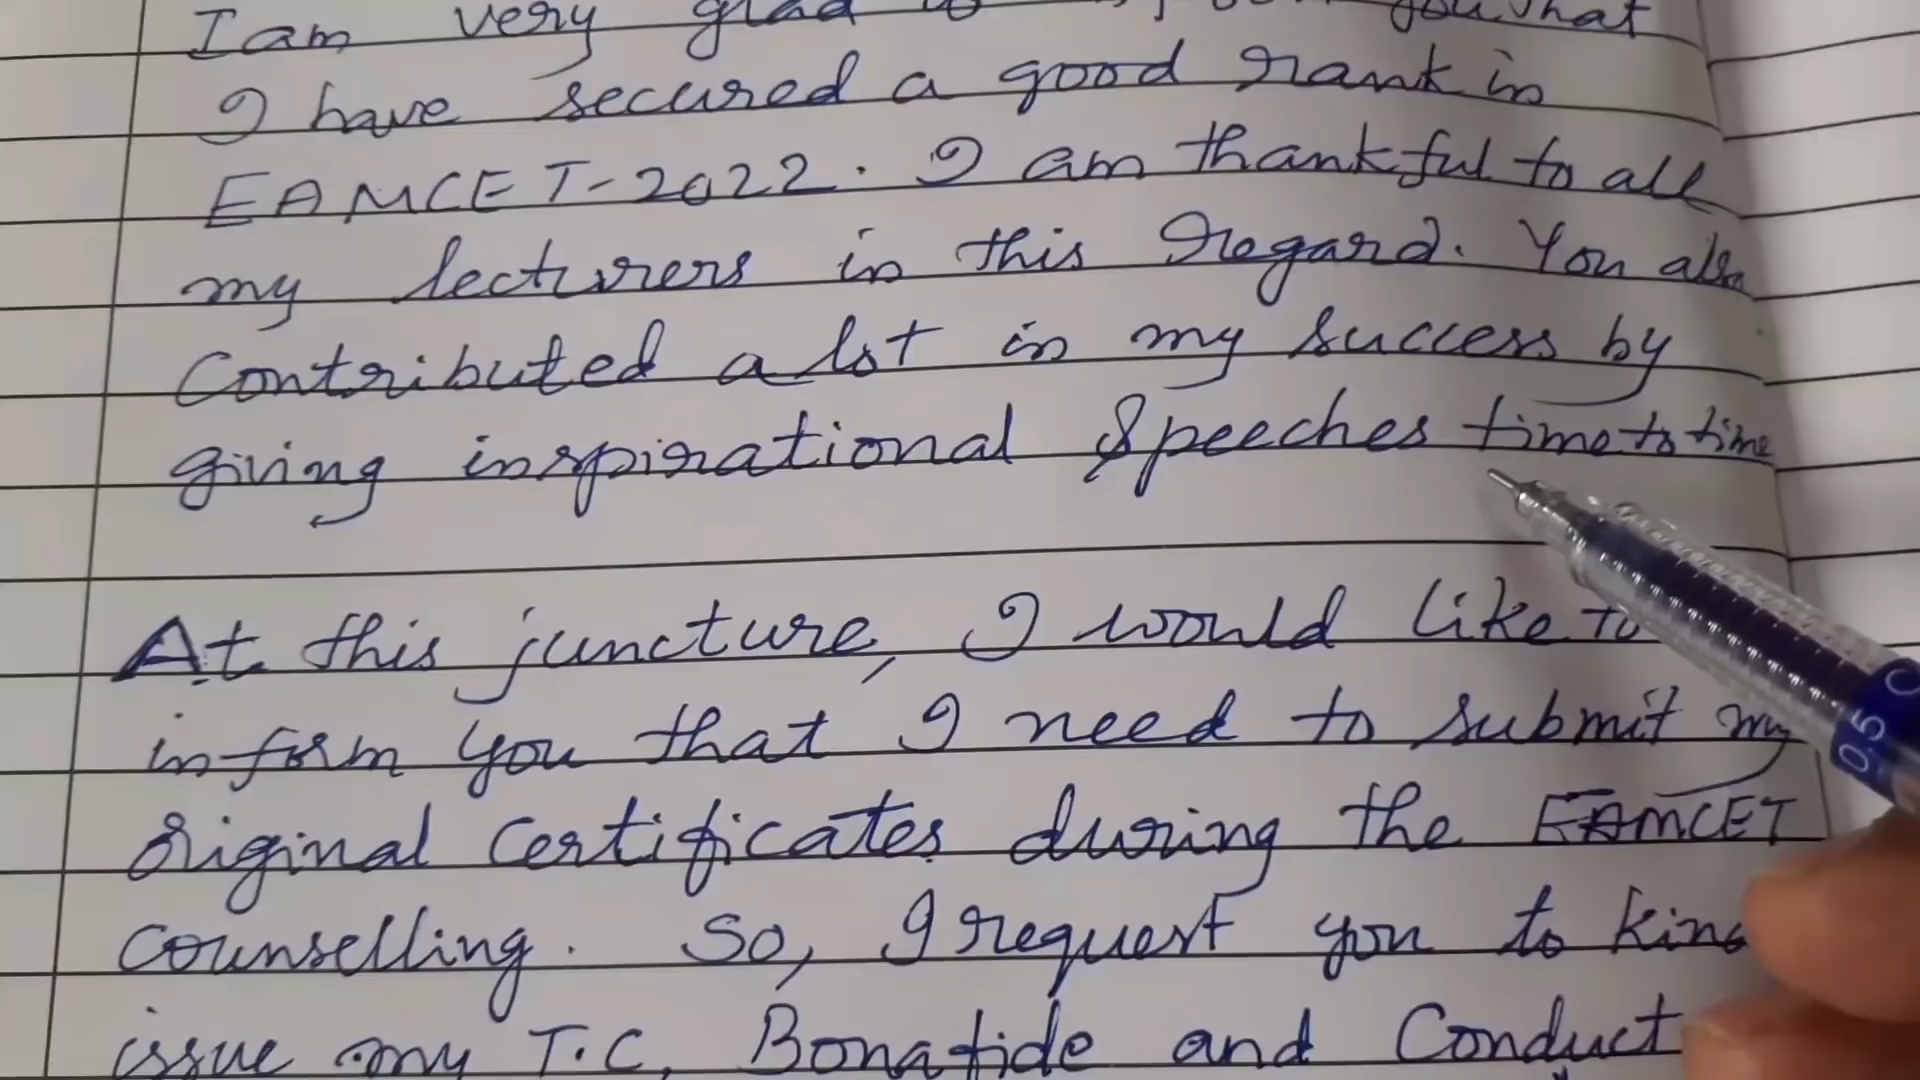 I am very glad to inform you that
I have secured a good rank in
EAMCET-2022. I am thankful to all
my lecturers in this regard. You also
Contributed a lot in my success by
giving inspirational speeches time to time
At this juncture, I would like to
inform you that I need to submit my
original certificates during the EAMCET
counselling. So, I request you to
issue my T.C, Bonafide and Conduct
0.5